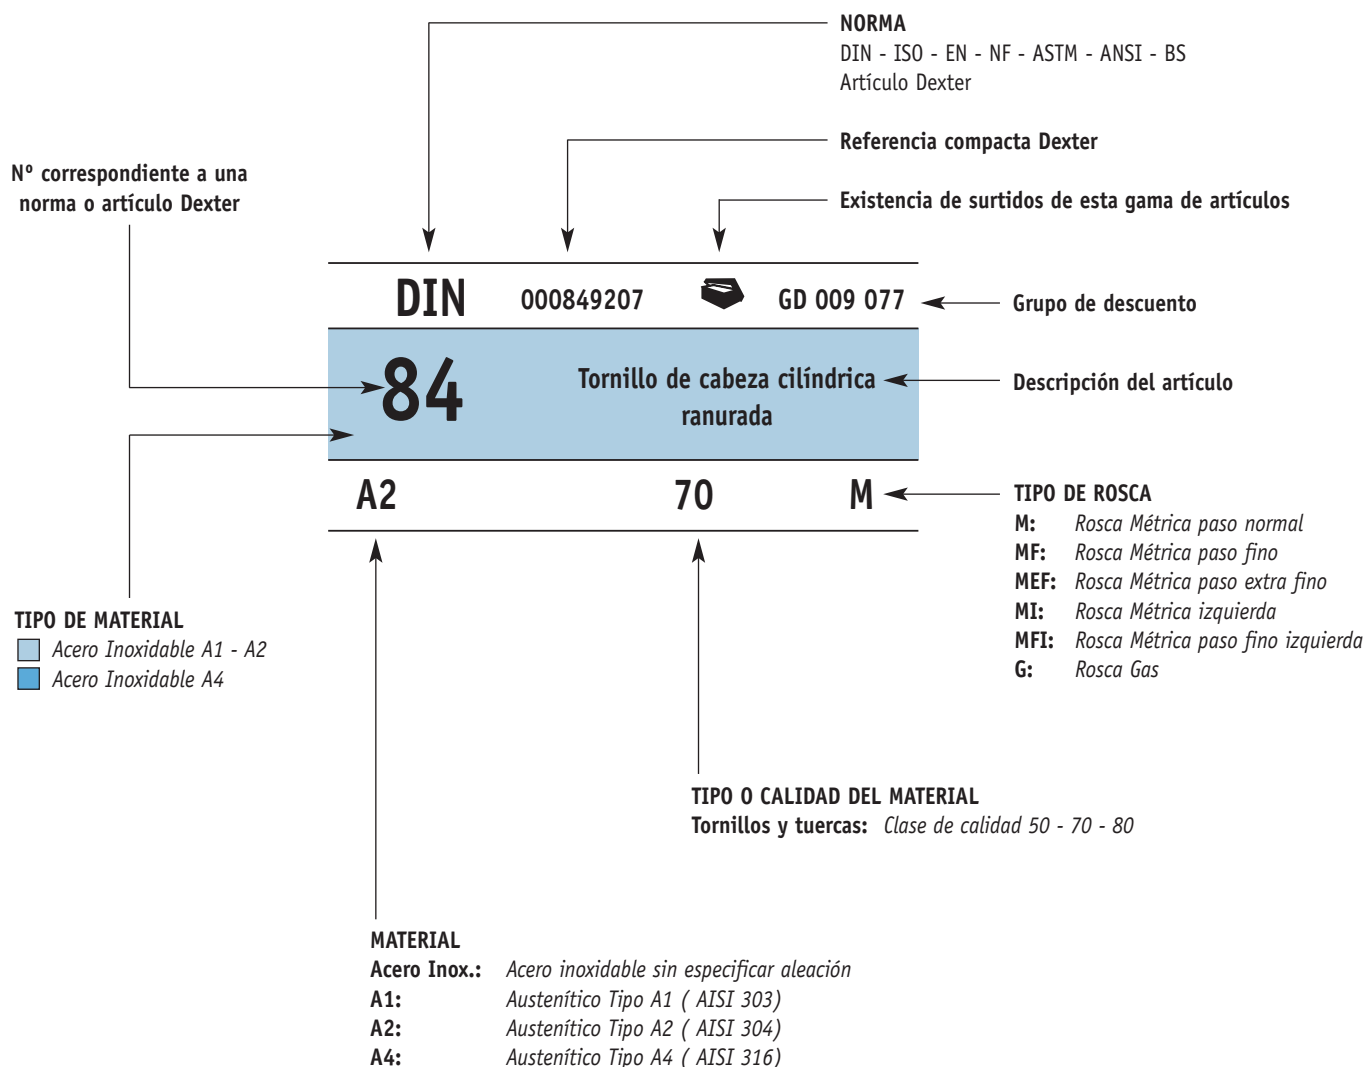 NORMA
DIN - ISO - EN - NF - ASTM - ANSI - BS
Artículo Dexter
Referencia compacta Dexter
Nº correspondiente a una
norma o artículo Dexter
Existencia de surtidos de esta gama de artículos
DIN 000849207 GD 009 077
Grupo de descuento
84
Tornillo de cabeza cilíndrica
ranurada
Descripción del artículo
A2 70 M
TIPO DE ROSCA
M: Rosca Métrica paso normal
MF: Rosca Métrica paso fino
MEF: Rosca Métrica paso extra fino
MI: Rosca Métrica izquierda
MFI: Rosca Métrica paso fino izquierda
G: Rosca Gas
TIPO DE MATERIAL
Acero Inoxidable A1 - A2
Acero Inoxidable A4
TIPO O CALIDAD DEL MATERIAL
Tornillos y tuercas: Clase de calidad 50 - 70 - 80
MATERIAL
Acero Inox.: Acero inoxidable sin especificar aleación
A1: Austenítico Tipo A1 ( AISI 303)
A2: Austenítico Tipo A2 ( AISI 304)
A4: Austenítico Tipo A4 ( AISI 316)